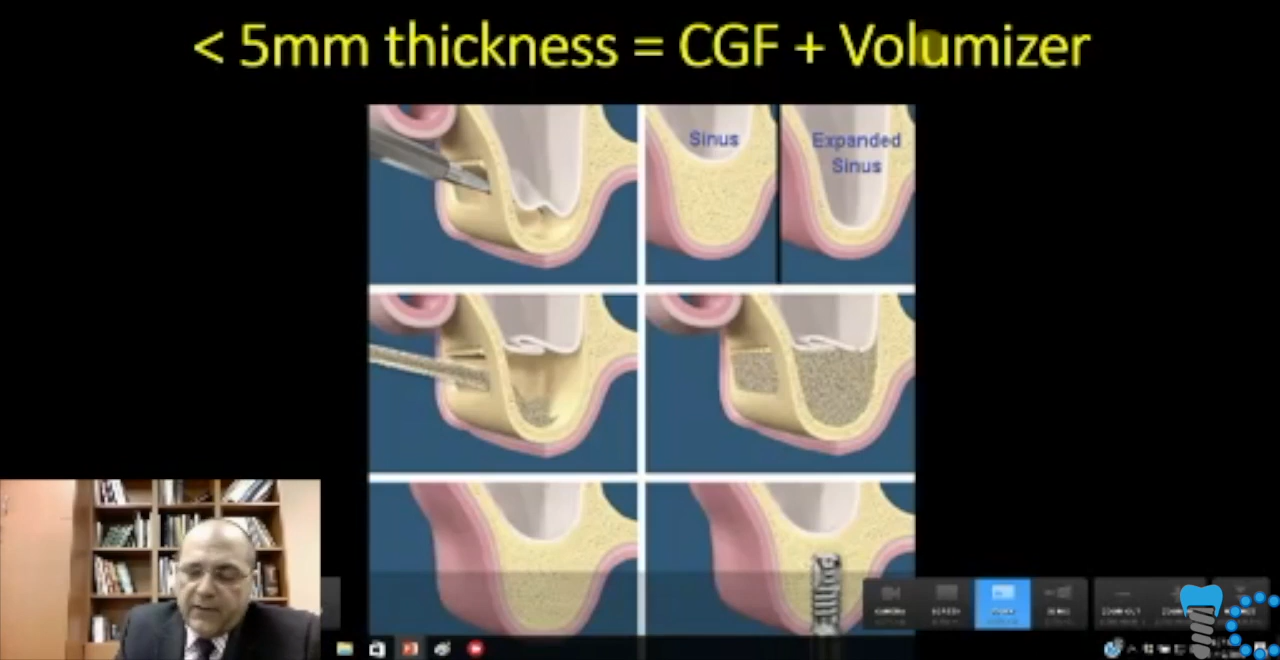 < 5mm thickness = CGF + Volumizer
Sinus
Expanded
Sinus